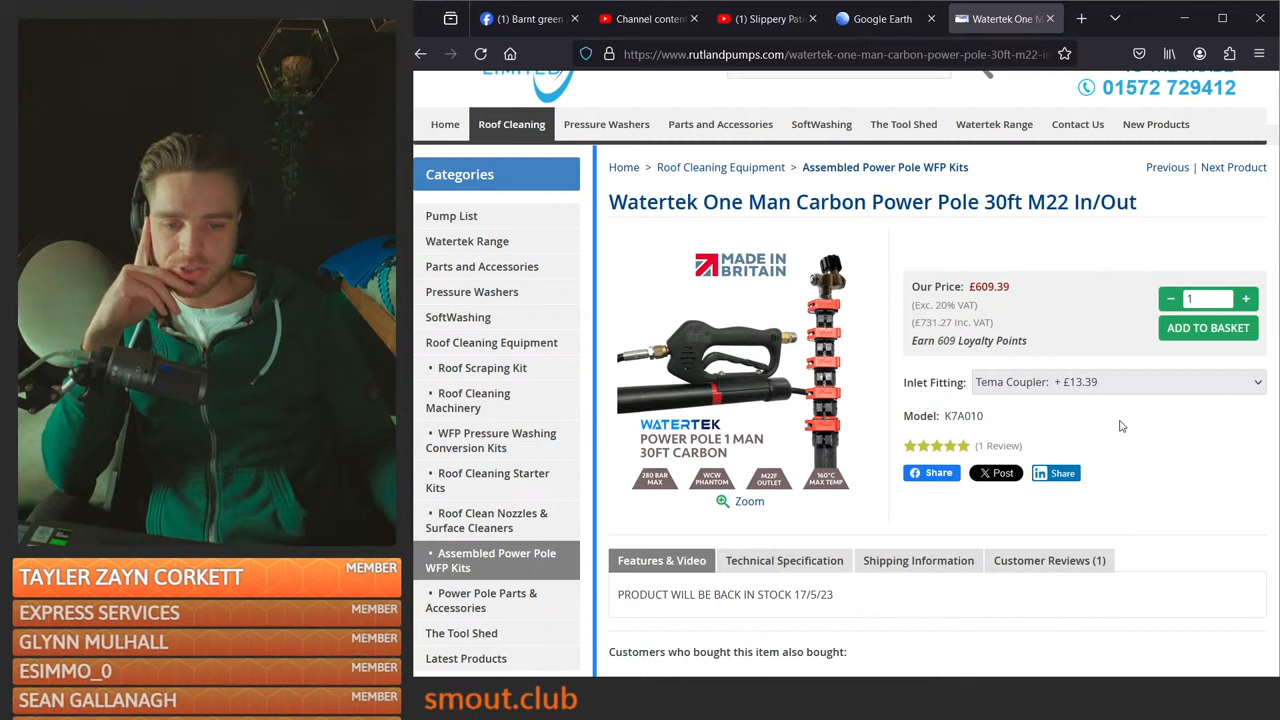 (1) Barnt green
Channel content
(1) Slippery Pati
Google Earth
Watertek One M
https://www.rutlandpumps.com/watertek-one-man-carbon-power-pole-30ft-m22-in
LIMITED
01572 729412
Home
Roof Cleaning
Pressure Washers
Parts and Accessories
SoftWashing
The Tool Shed
Watertek Range
Contact Us
New Products
Categories
Pump List
Watertek Range
Parts and Accessories
Pressure Washers
SoftWashing
Roof Cleaning Equipment
• Roof Scraping Kit
• Roof Cleaning
Machinery
• WFP Pressure Washing
Conversion Kits
• Roof Cleaning Starter
Kits
• Roof Clean Nozzles &
Surface Cleaners
• Assembled Power Pole
WFP Kits
• Power Pole Parts &
Accessories
The Tool Shed
Latest Products
Home > Roof Cleaning Equipment > Assembled Power Pole WFP Kits
Previous | Next Product
Watertek One Man Carbon Power Pole 30ft M22 In/Out
MADE IN
BRITAIN
WATERTEK
POWER POLE 1 MAN
30FT CARBON
280 BAR
MAX
WCW
PHANTOM
M22F
OUTLET
160°C
MAX TEMP
Zoom
Our Price: £609.39
(Exc. 20% VAT)
(£731.27 Inc. VAT)
Earn 609 Loyalty Points
− 1 +
ADD TO BASKET
Inlet Fitting: Tema Coupler: + £13.39
Model: K7A010
(1 Review)
Share
Post
Share
Features & Video
Technical Specification
Shipping Information
Customer Reviews (1)
PRODUCT WILL BE BACK IN STOCK 17/5/23
Customers who bought this item also bought:
TAYLER ZAYN CORKETT MEMBER
EXPRESS SERVICES MEMBER
GLYNN MULHALL MEMBER
ESIMMO_0 MEMBER
SEAN GALLANAGH MEMBER
smout.club